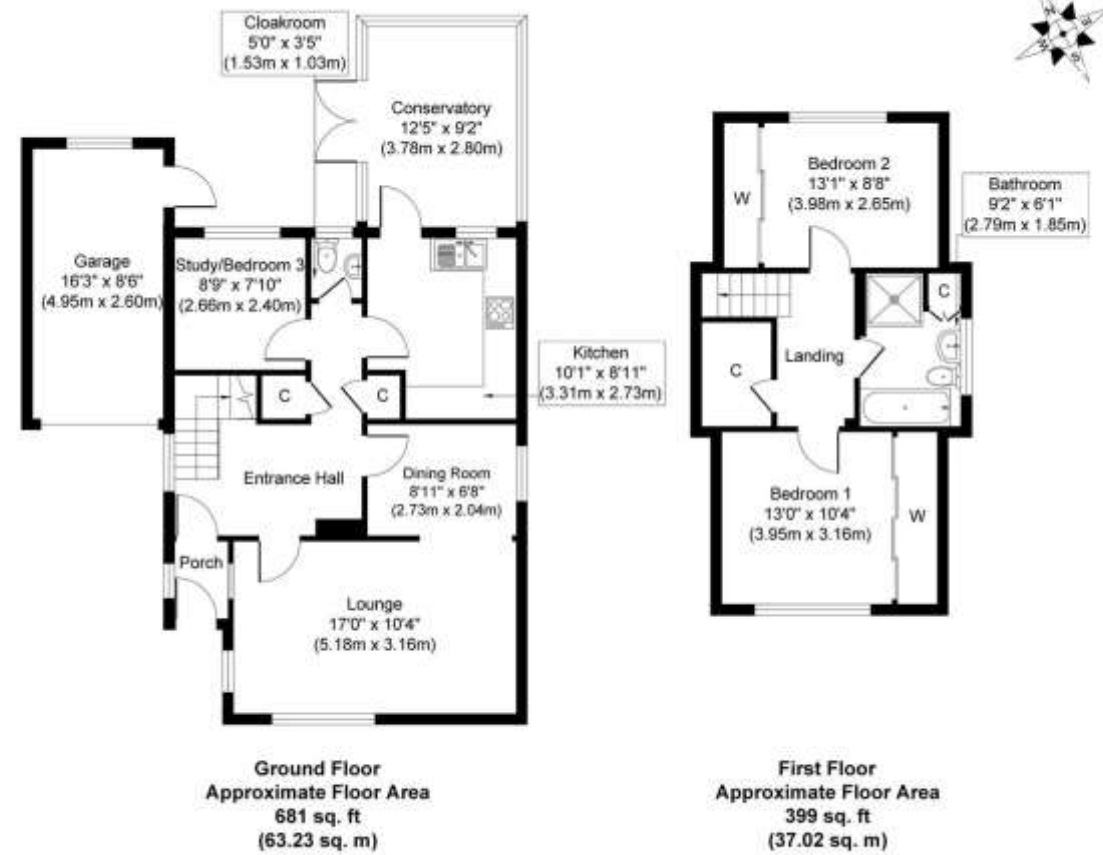 Cloakroom
5'0" x 3'5"
(1.53m x 1.03m)
Conservatory
12'5" x 9'2"
(3.78m x 2.80m)
Garage
16'3" x 8'6"
(4.95m x 2.60m)
Study/Bedroom 3
8'9" x 7'10"
(2.66m x 2.40m)
Kitchen
10'1" x 8'11"
(3.31m x 2.73m)
C
C
Entrance Hall
Dining Room
8'11" x 6'8"
(2.73m x 2.04m)
Porch
Lounge
17'0" x 10'4"
(5.18m x 3.16m)
Ground Floor
Approximate Floor Area
681 sq. ft
(63.23 sq. m)
Bedroom 2
13'1" x 8'8"
(3.98m x 2.65m)
W
Bathroom
9'2" x 6'1"
(2.79m x 1.85m)
C
Landing
C
Bedroom 1
13'0" x 10'4"
(3.95m x 3.16m)
W
First Floor
Approximate Floor Area
399 sq. ft
(37.02 sq. m)